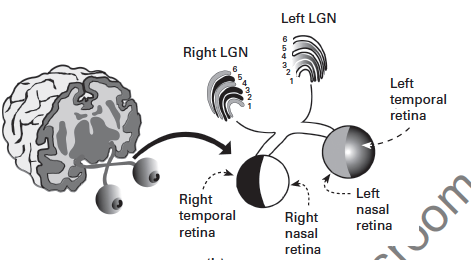 Left LGN
Right LGN
6
5
4
3
2
1
6
5
4
3
2
1
Left
temporal
retina
Right
temporal
retina
Right
nasal
retina
Left
nasal
retina